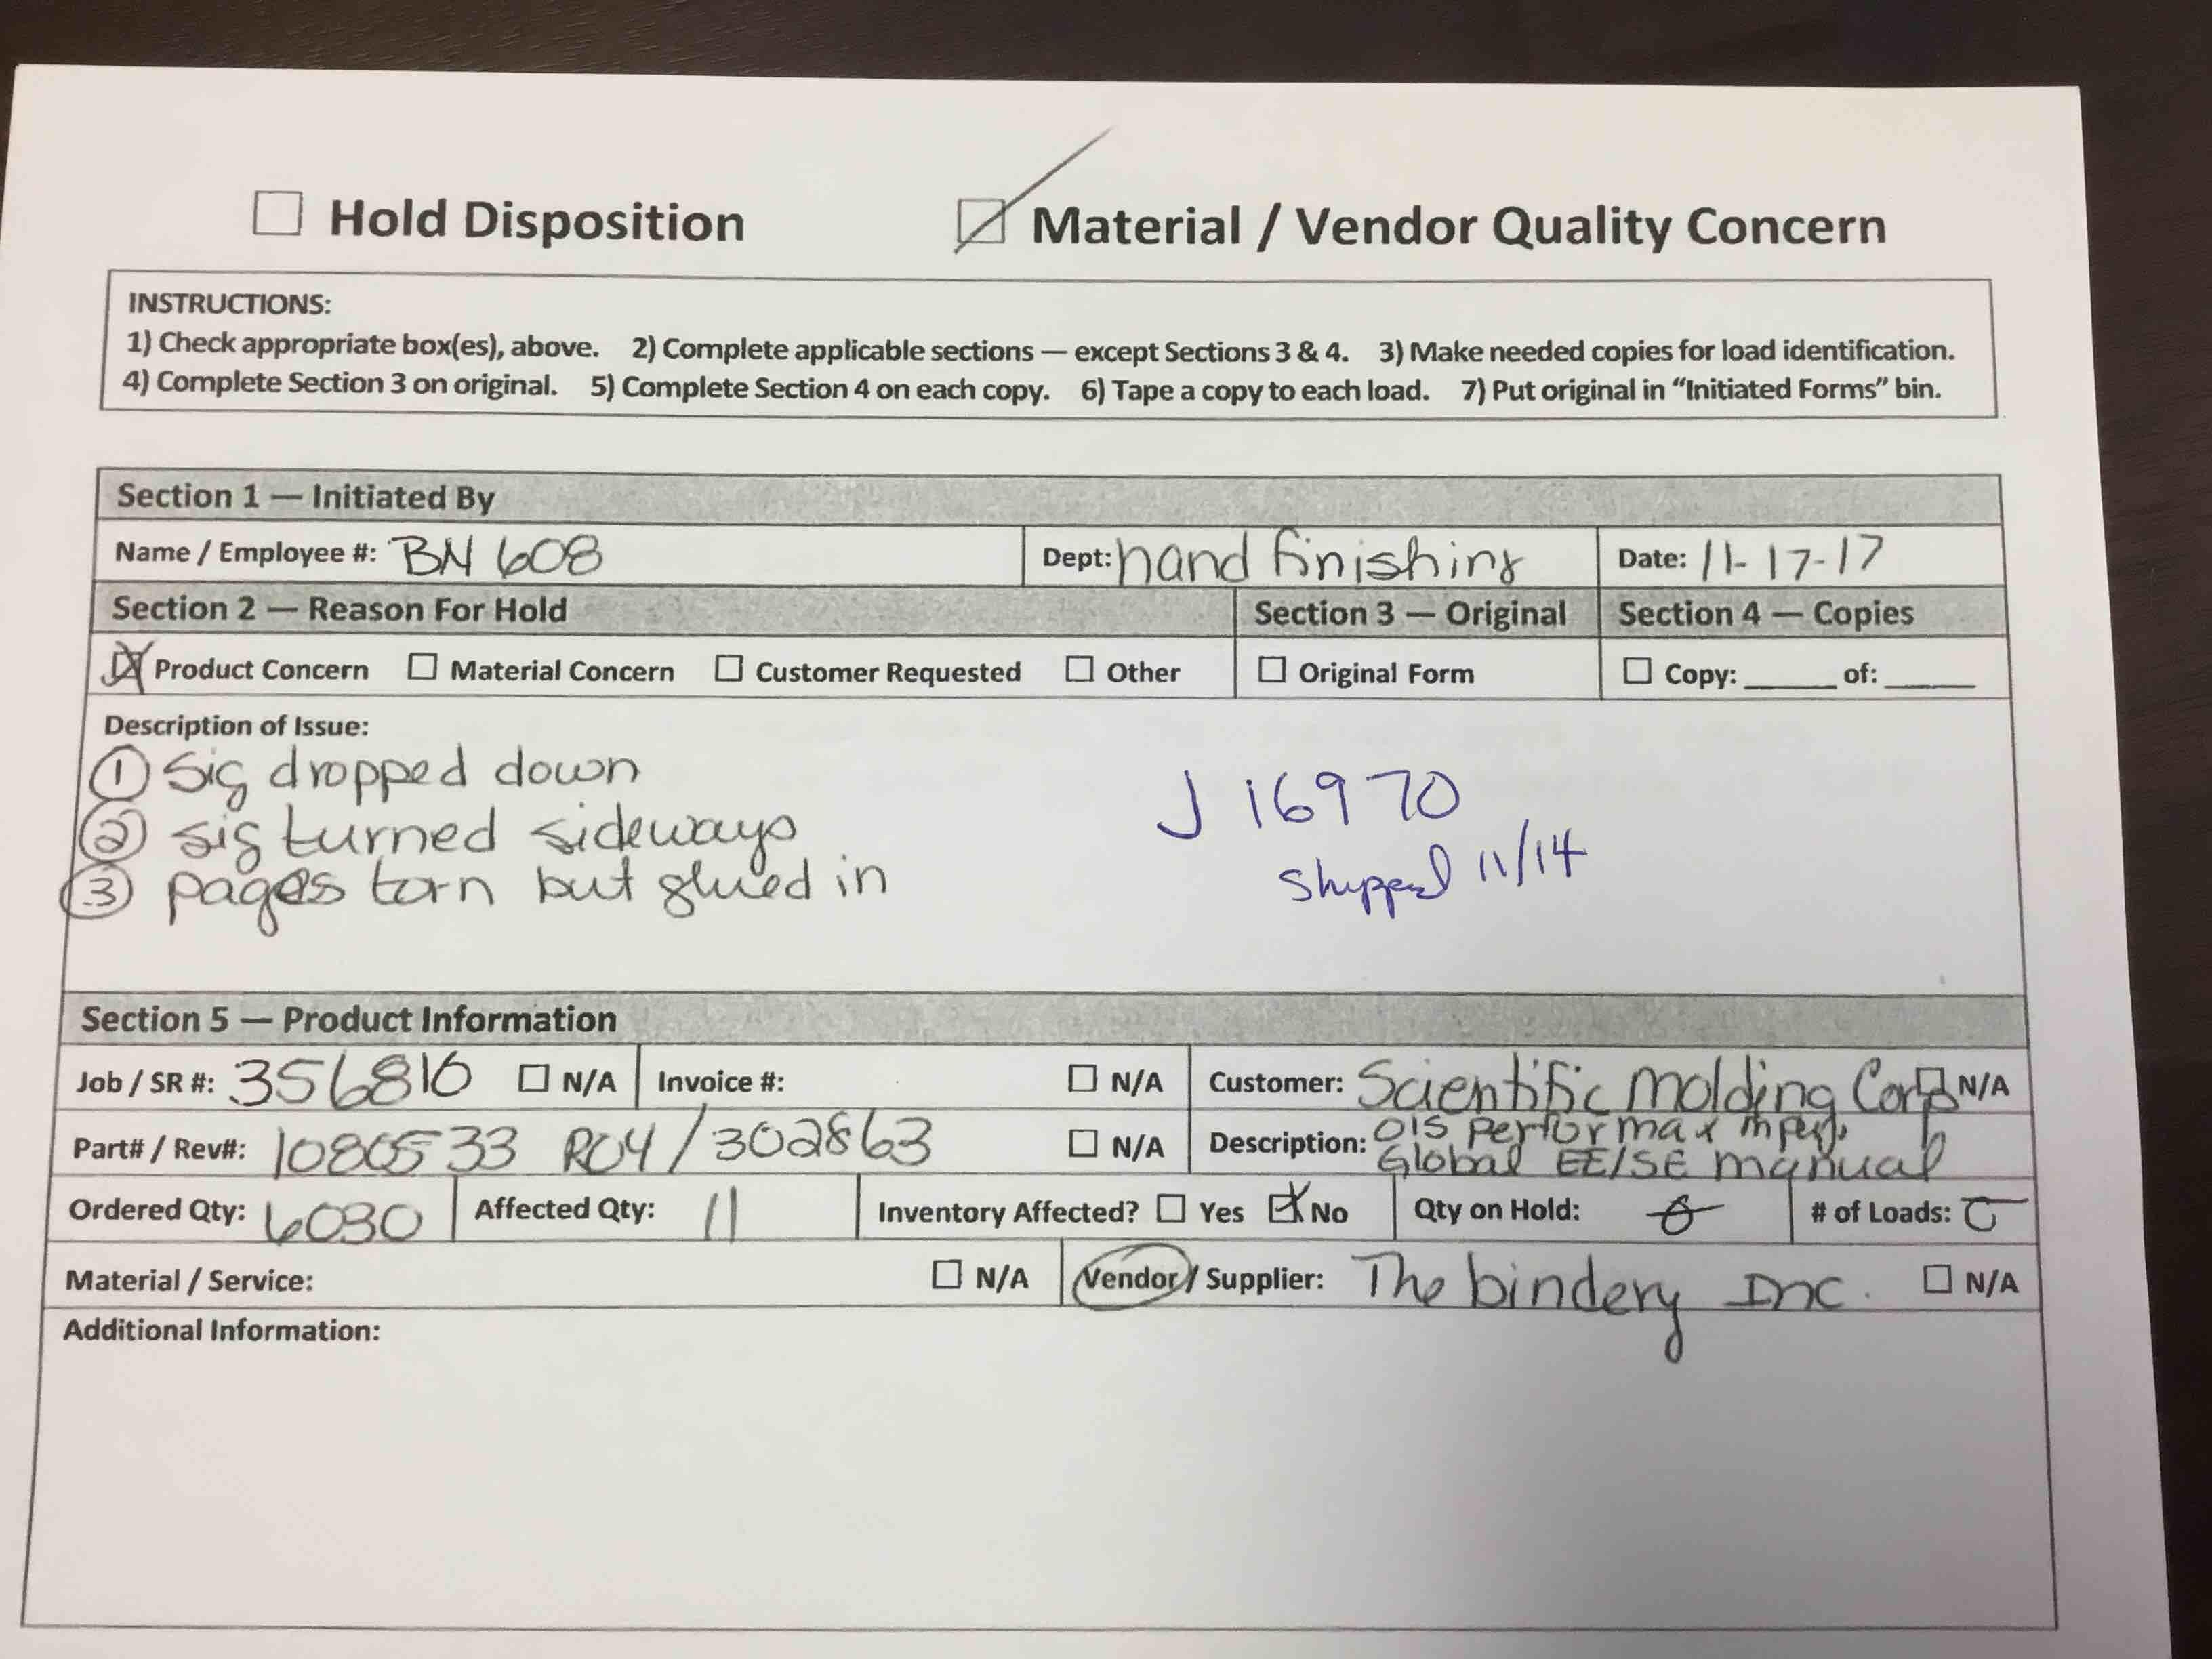 Hold Disposition Material / Vendor Quality Concern
INSTRUCTIONS:
1) Check appropriate box(es), above. 2) Complete applicable sections — except Sections 3 & 4. 3) Make needed copies for load identification.
4) Complete Section 3 on original. 5) Complete Section 4 on each copy. 6) Tape a copy to each load. 7) Put original in “Initiated Forms” bin.
Section 1 — Initiated By
Name / Employee #: BN 608 Dept: hand finishing Date: 11-17-17
Section 2 — Reason For Hold Section 3 — Original Section 4 — Copies
Product Concern Material Concern Customer Requested Other Original Form Copy: of:
Description of Issue:
1 Sig dropped down
J 16970
2 sig turned sideways
shipped 11/14
3 pages torn but glued in
Section 5 — Product Information
Job / SR #: 356810 N/A Invoice #: N/A Customer: Scientific Molding Corp N/A
Part# / Rev#: 1080533 R04/302863 N/A Description: OIS Performax
Global EE/SE manual
Ordered Qty: 6030 Affected Qty: 11 Inventory Affected? Yes No Qty on Hold: 0 # of Loads:
Material / Service: N/A Vendor / Supplier: The bindery Inc. N/A
Additional Information: